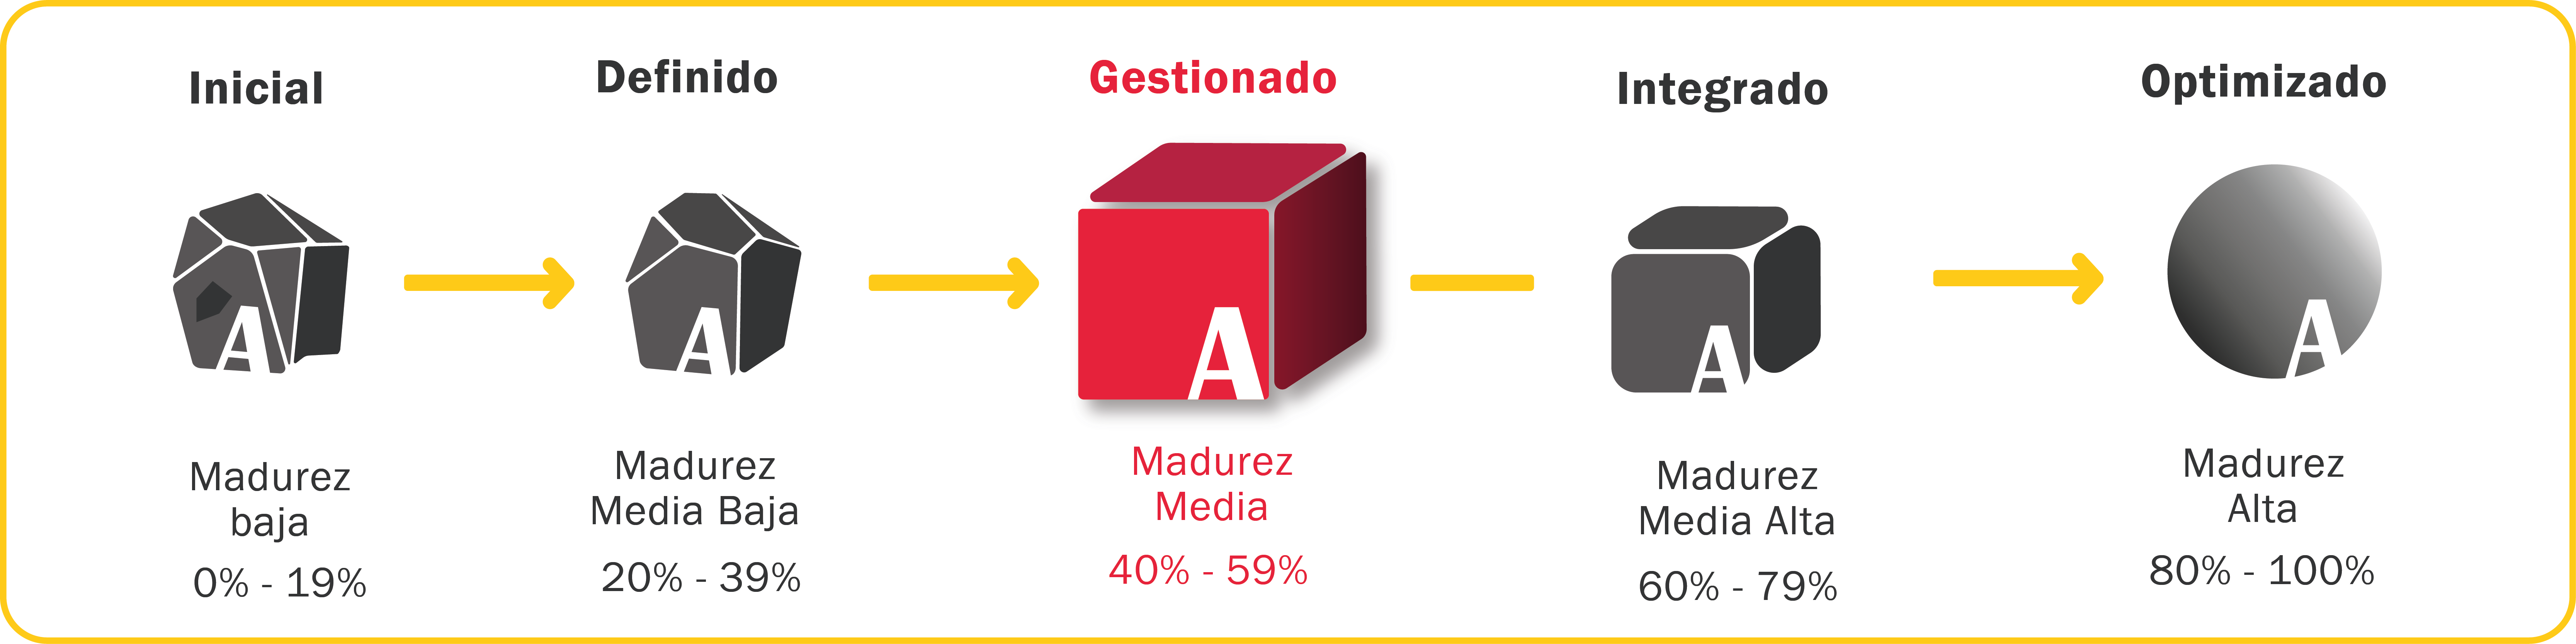 Inicial
Definido
Gestionado
Integrado
Optimizado
A
A
A
A
A
Madurez
baja
0% - 19%
Madurez
Media Baja
20% - 39%
Madurez
Media
40% - 59%
Madurez
Media Alta
60% - 79%
Madurez
Alta
80% - 100%